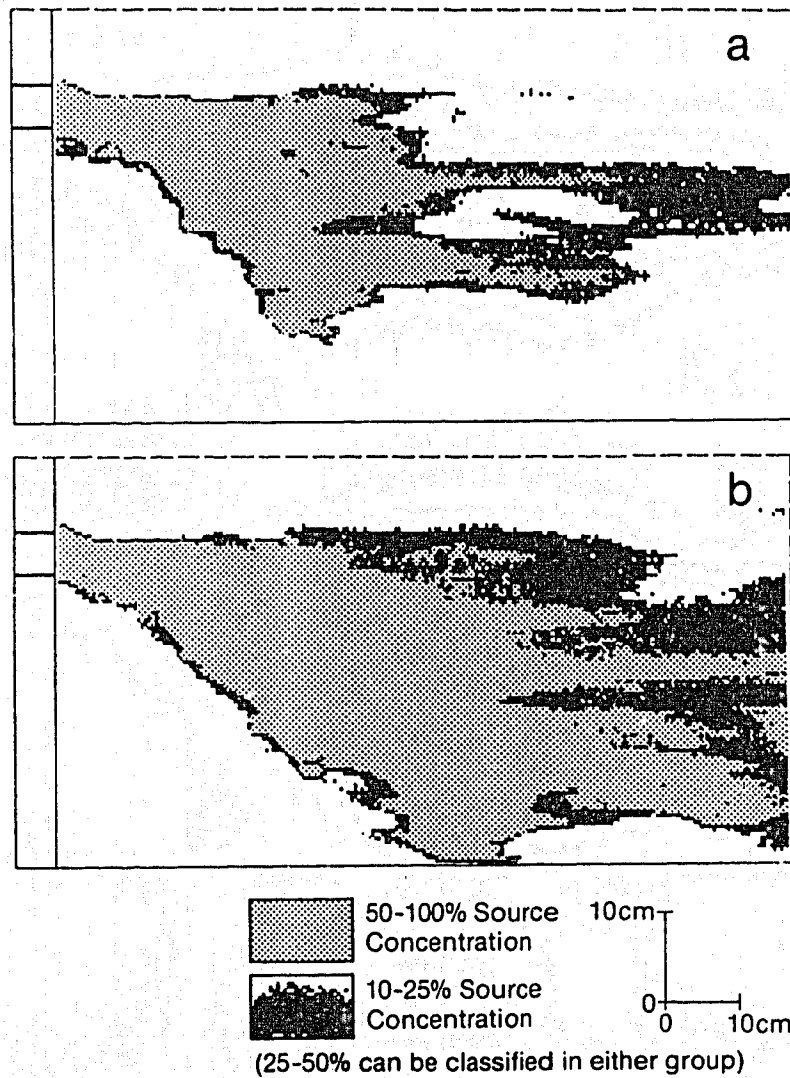 a
b
50-100% Source
Concentration
10-25% Source
Concentration
(25-50% can be classified in either group)
10cm
0
0 10cm